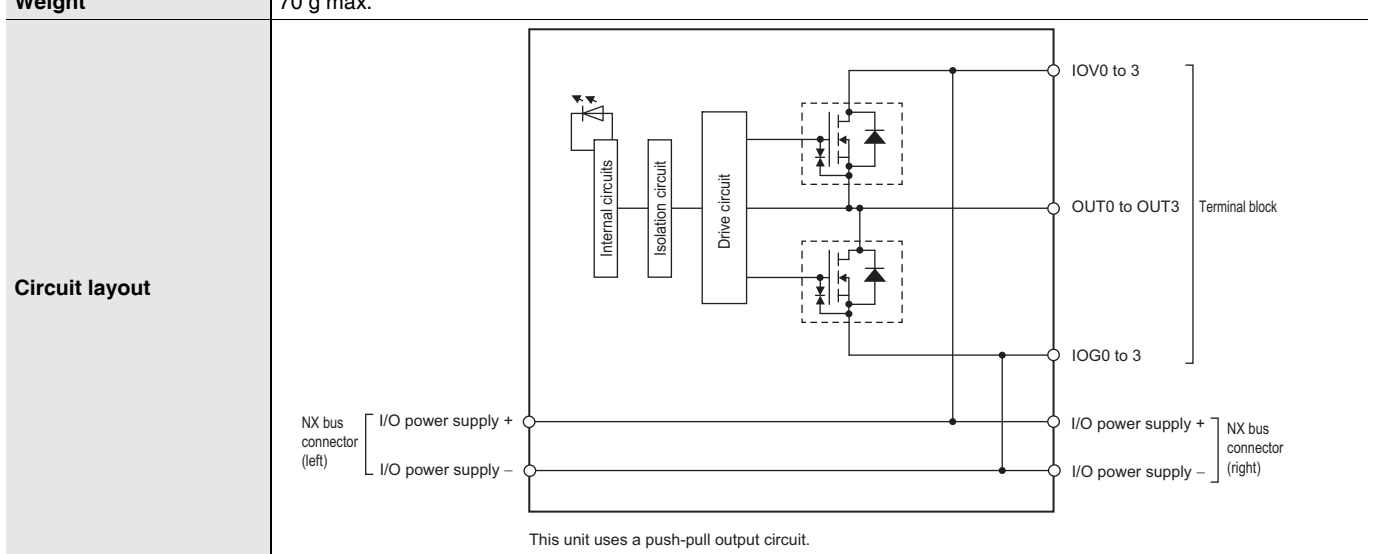 Weight
70 g max.
Circuit layout
Internal circuits
Isolation circuit
Drive circuit
IOV0 to 3
OUT0 to OUT3
Terminal block
IOG0 to 3
NX bus
connector
(left)
I/O power supply +
I/O power supply −
I/O power supply +
I/O power supply −
NX bus
connector
(right)
This unit uses a push-pull output circuit.